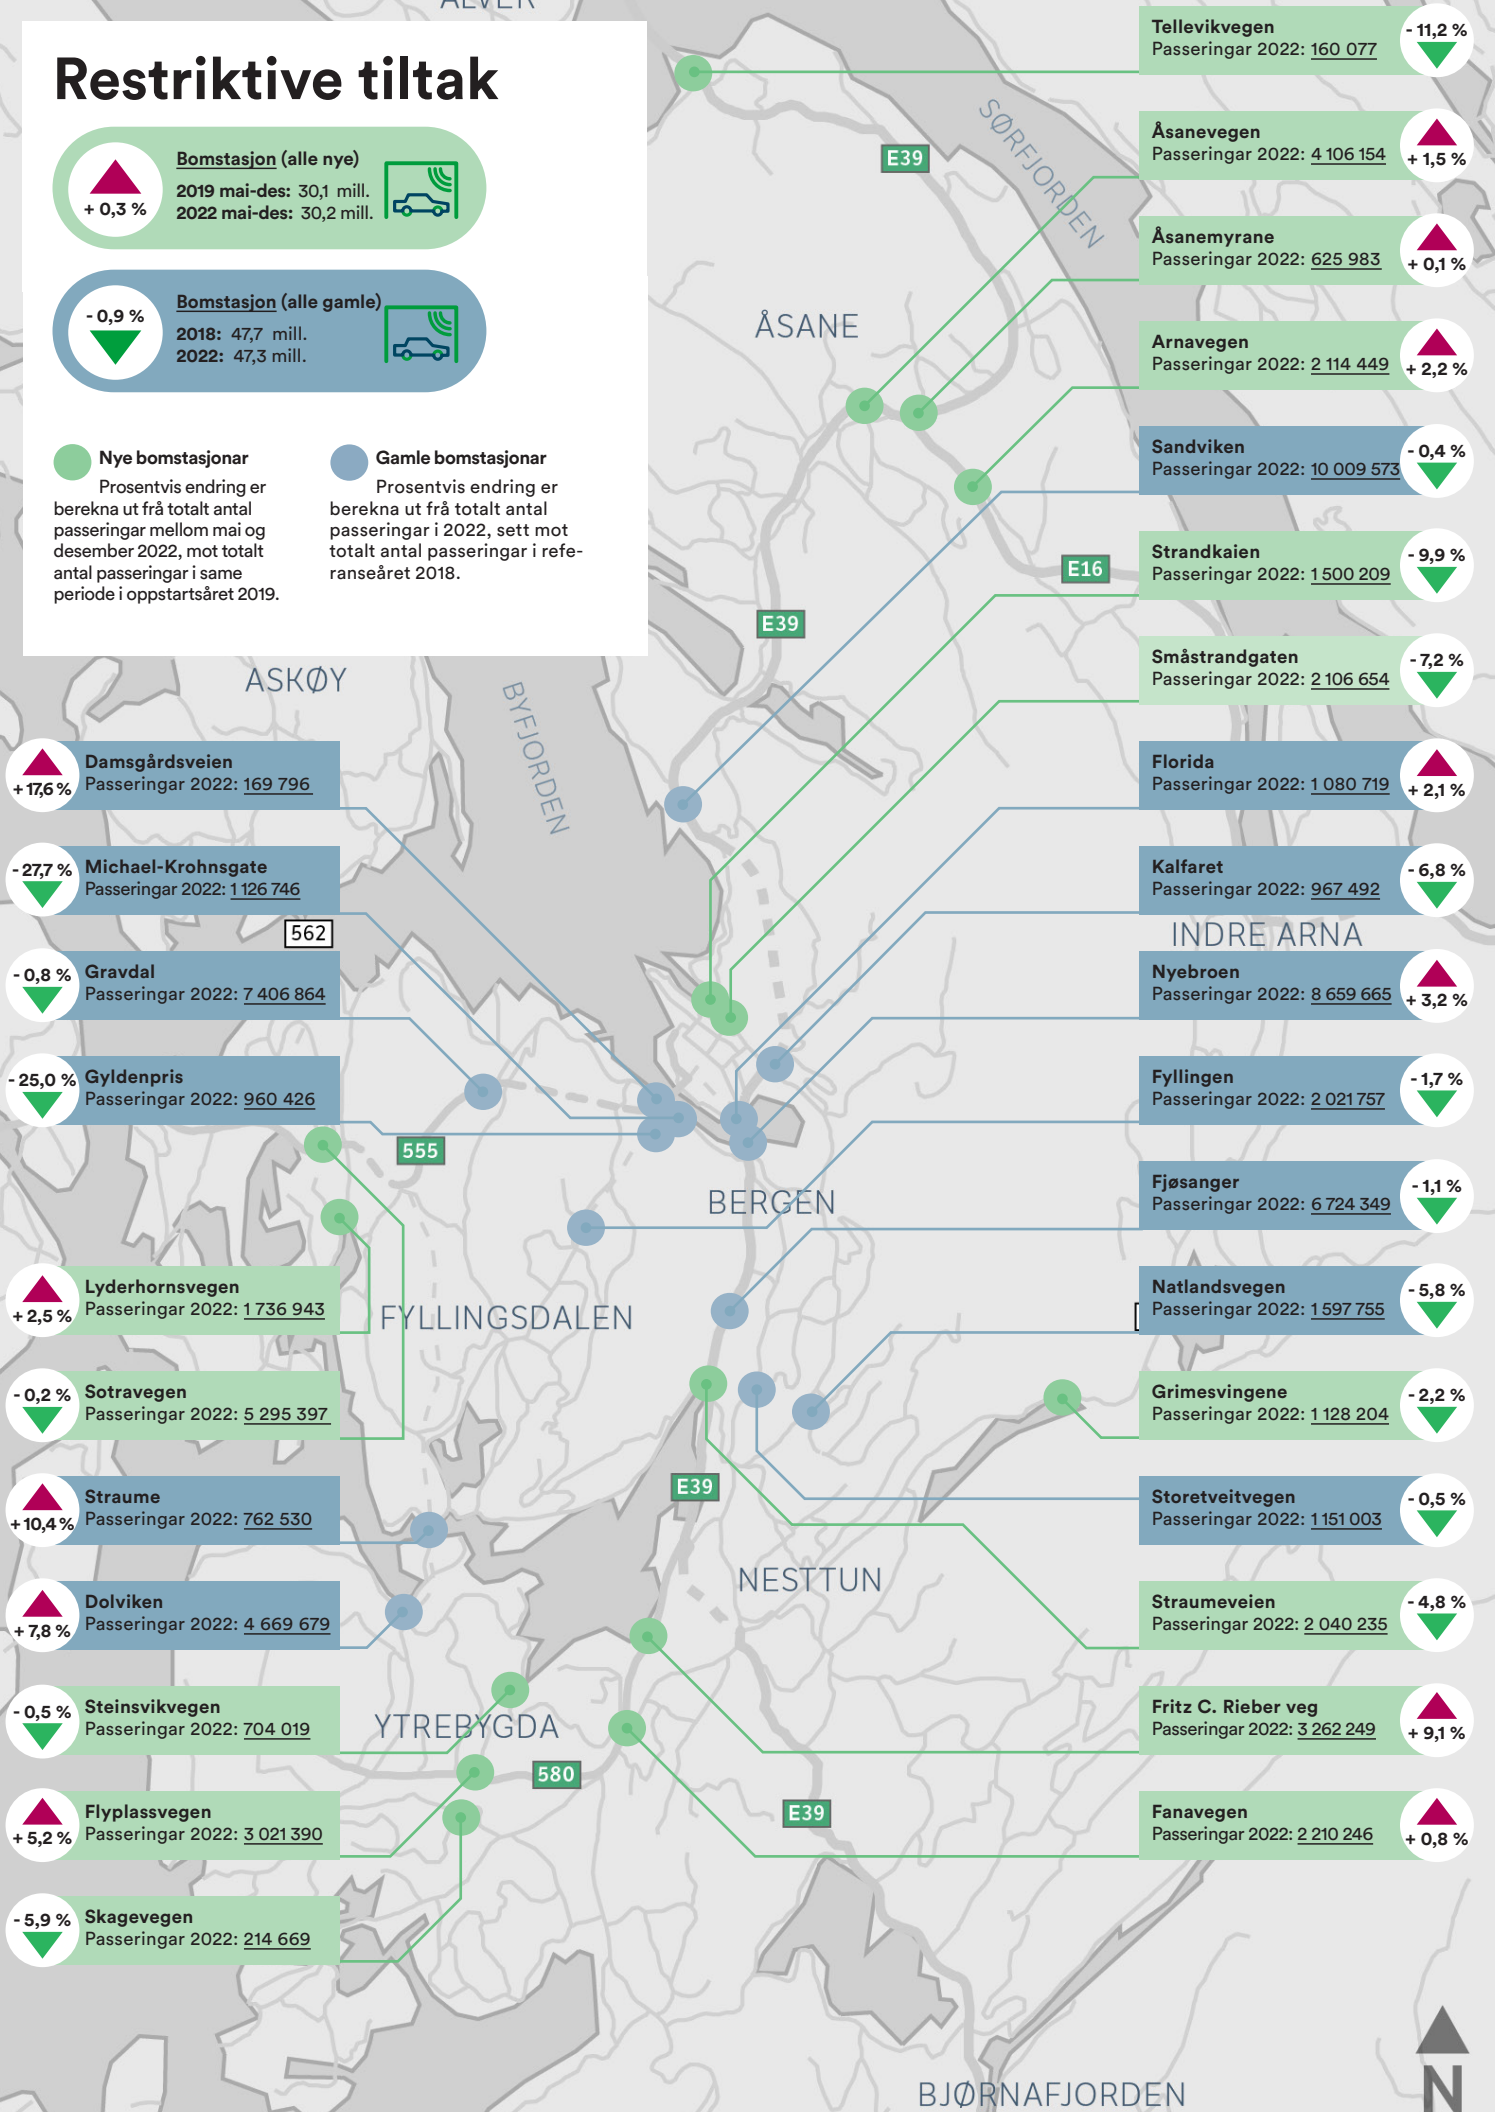 Restriktive tiltak
+ 0,3 %
Bomstasjon (alle nye)
2019 mai-des: 30,1 mill.
2022 mai-des: 30,2 mill.
- 0,9 %
Bomstasjon (alle gamle)
2018: 47,7 mill.
2022: 47,3 mill.
Nye bomstasjonar
Prosentvis endring er
berekna ut frå totalt antal
passeringar mellom mai og
desember 2022, mot totalt
antal passeringar i same
periode i oppstartsåret 2019.
Gamle bomstasjonar
Prosentvis endring er
berekna ut frå totalt antal
passeringar i 2022, sett mot
totalt antal passeringar i refe-
ranseåret 2018.
Damsgårdsveien
Passeringar 2022: 169 796
+ 17,6 %
Michael-Krohnsgate
Passeringar 2022: 1 126 746
- 27,7 %
Gravdal
Passeringar 2022: 7 406 864
- 0,8 %
Gyldenpris
Passeringar 2022: 960 426
- 25,0 %
Lyderhornsvegen
Passeringar 2022: 1 736 943
+ 2,5 %
Sotravegen
Passeringar 2022: 5 295 397
- 0,2 %
Straume
Passeringar 2022: 762 530
+ 10,4 %
Dolviken
Passeringar 2022: 4 669 679
+ 7,8 %
Steinsvikvegen
Passeringar 2022: 704 019
- 0,5 %
Flyplassvegen
Passeringar 2022: 3 021 390
+ 5,2 %
Skagevegen
Passeringar 2022: 214 669
- 5,9 %
Tellevikvegen
Passeringar 2022: 160 077
- 11,2 %
Åsanevegen
Passeringar 2022: 4 106 154
+ 1,5 %
Åsanemyrane
Passeringar 2022: 625 983
+ 0,1 %
Arnavegen
Passeringar 2022: 2 114 449
+ 2,2 %
Sandviken
Passeringar 2022: 10 009 573
- 0,4 %
Strandkaien
Passeringar 2022: 1 500 209
- 9,9 %
Småstrandgaten
Passeringar 2022: 2 106 654
- 7,2 %
Florida
Passeringar 2022: 1 080 719
+ 2,1 %
Kalfaret
Passeringar 2022: 967 492
- 6,8 %
Nyebroen
Passeringar 2022: 8 659 665
+ 3,2 %
Fyllingen
Passeringar 2022: 2 021 757
- 1,7 %
Fjøsanger
Passeringar 2022: 6 724 349
- 1,1 %
Natlandsvegen
Passeringar 2022: 1 597 755
- 5,8 %
Grimesvingene
Passeringar 2022: 1 128 204
- 2,2 %
Storetveitvegen
Passeringar 2022: 1 151 003
- 0,5 %
Straumeveien
Passeringar 2022: 2 040 235
- 4,8 %
Fritz C. Rieber veg
Passeringar 2022: 3 262 249
+ 9,1 %
Fanavegen
Passeringar 2022: 2 210 246
+ 0,8 %
ALVER
E39
SØRFJORDEN
ÅSANE
E16
E39
ASKØY
BYFJORDEN
562
INDRE ARNA
555
BERGEN
FYLLINGSDALEN
E39
NESTTUN
YTREBYGDA
580
E39
BJØRNAFJORDEN
N